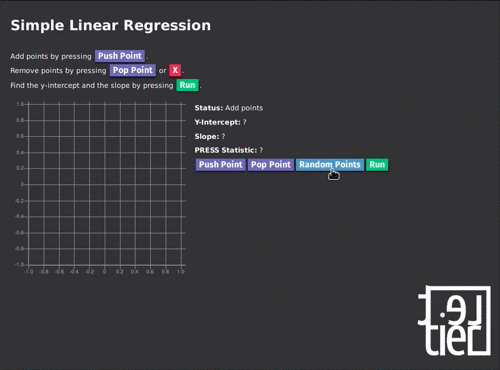 Simple Linear Regression
Add points by pressing Push Point .
Remove points by pressing Pop Point or X .
Find the y-intercept and the slope by pressing Run .
Status: Add points
Y-Intercept: ?
Slope: ?
PRESS Statistic: ?
Push Point Pop Point Random Points Run
1.0
0.8
0.6
0.4
0.2
0
-0.2
-0.4
-0.6
-0.8
-1.0
-1.0 -0.8 -0.6 -0.4 -0.2 0 0.2 0.4 0.6 0.8 1.0